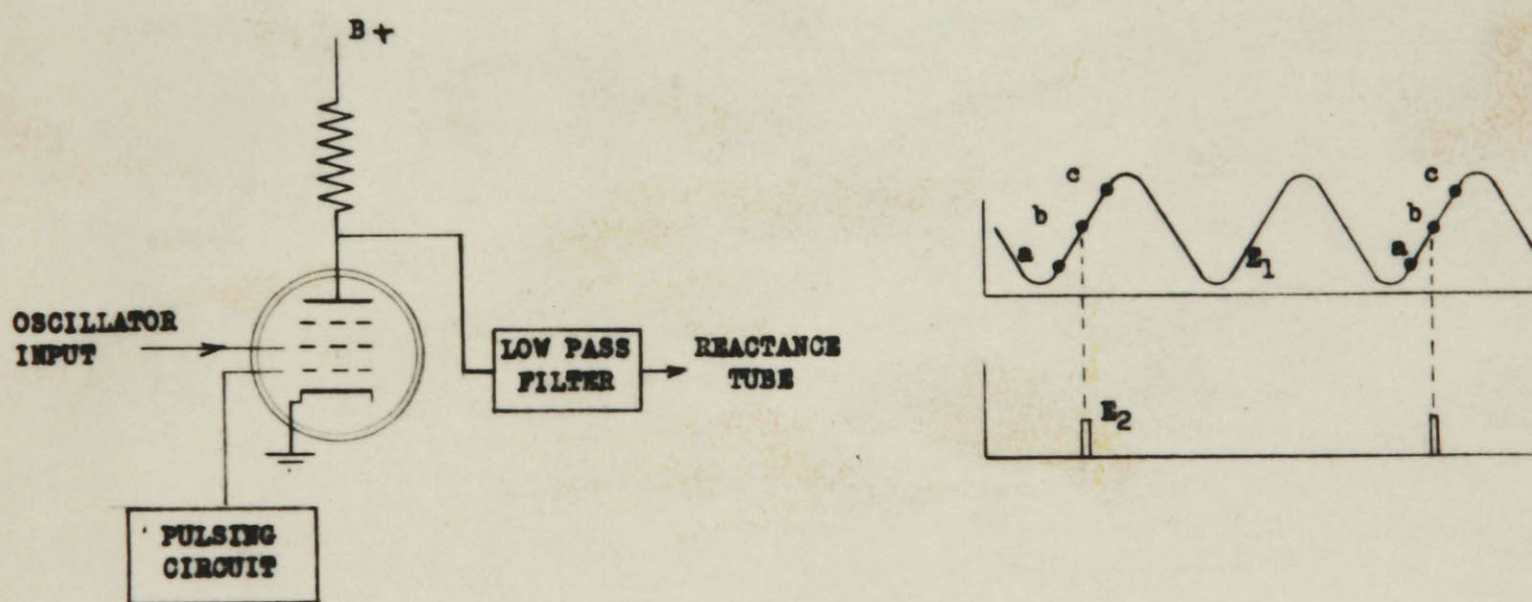 B+
OSCILLATOR
INPUT
LOW PASS
FILTER
REACTANCE
TUBE
PULSING
CIRCUIT
a
b
c
E1
a
b
c
E2